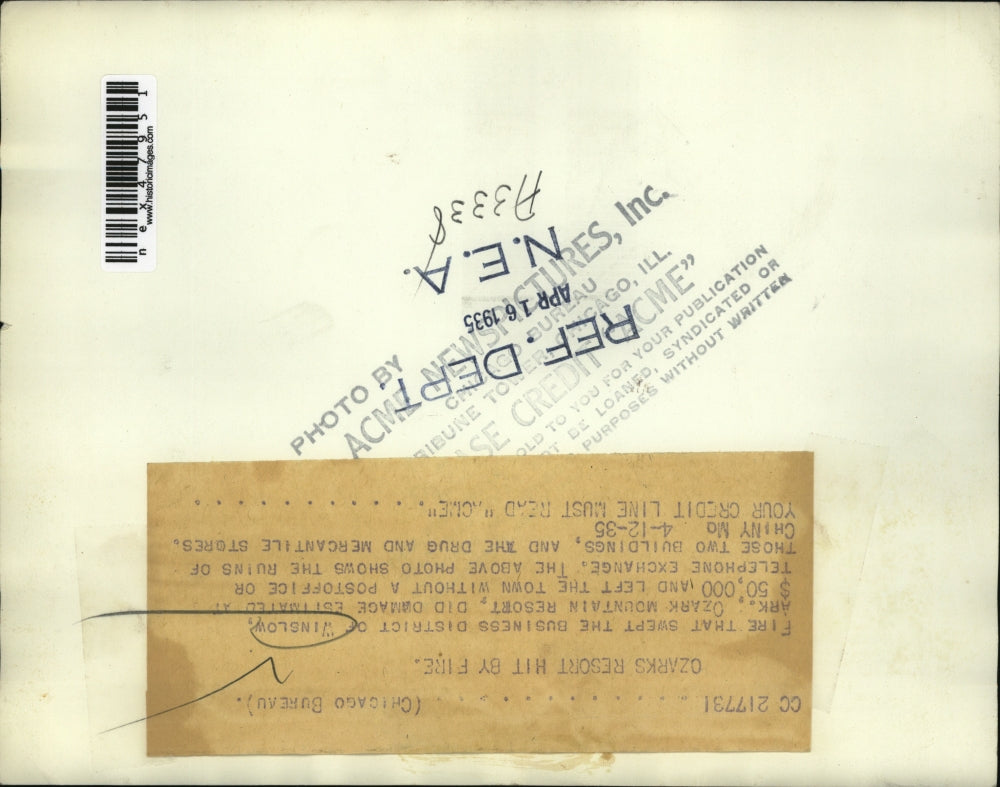 nex47951
www.historicimages.com
A3338
N.E.A.
APR 16 1935
REF. DEPT.
PHOTO BY
ACME NEWSPICTURES, Inc.
CHICAGO BUREAU
TRIBUNE TOWER CHICAGO, ILL.
CREDIT "ACME"
TO YOU FOR YOUR PUBLICATION
BE LOANED, SYNDICATED OR
PURPOSES WITHOUT WRITTEN
CC 217731 . . . . . . . . . . . . . (CHICAGO BUREAU).
OZARKS RESORT HIT BY FIRE.
FIRE THAT SWEPT THE BUSINESS DISTRICT OF WINSLOW,
ARK., OZARK MOUNTAIN RESORT, DID DAMAGE ESTIMATED AT
$ 50,000, AND LEFT THE TOWN WITHOUT A POSTOFFICE OR
TELEPHONE EXCHANGE. THE ABOVE PHOTO SHOWS THE RUINS OF
THOSE TWO BUILDINGS, AND THE DRUG AND MERCANTILE STORES.
CHINY MO 4-12-35
YOUR CREDIT LINE MUST READ "ACME". . . . . . . . . . . . .